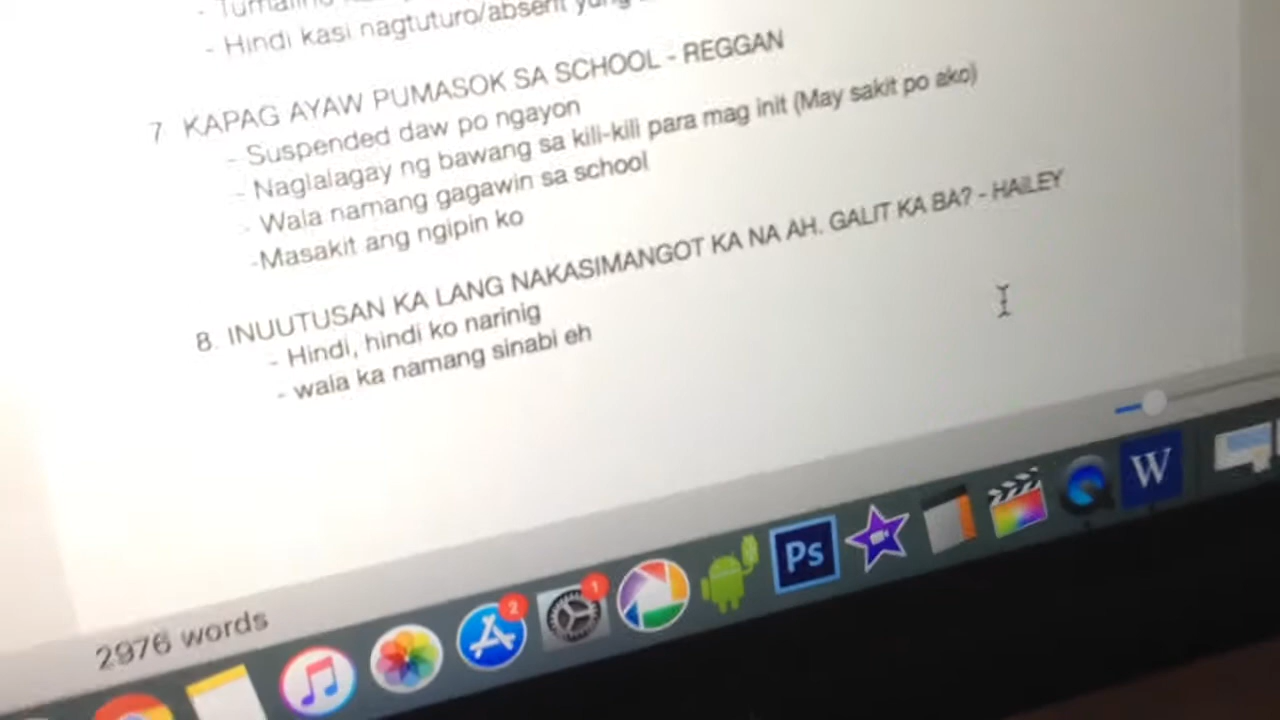 - Tumalino
- Hindi kasi nagtuturo/absent yung
7 KAPAG AYAW PUMASOK SA SCHOOL - REGGAN
- Suspended daw po ngayon
- Naglalagay ng bawang sa kili-kili para mag init (May sakit po ako)
- Wala namang gagawin sa school
-Masakit ang ngipin ko
8. INUUTUSAN KA LANG NAKASIMANGOT KA NA AH. GALIT KA BA? - HAILEY
- Hindi, hindi ko narinig
- wala ka namang sinabi eh
2976 words
2
1
Ps
W